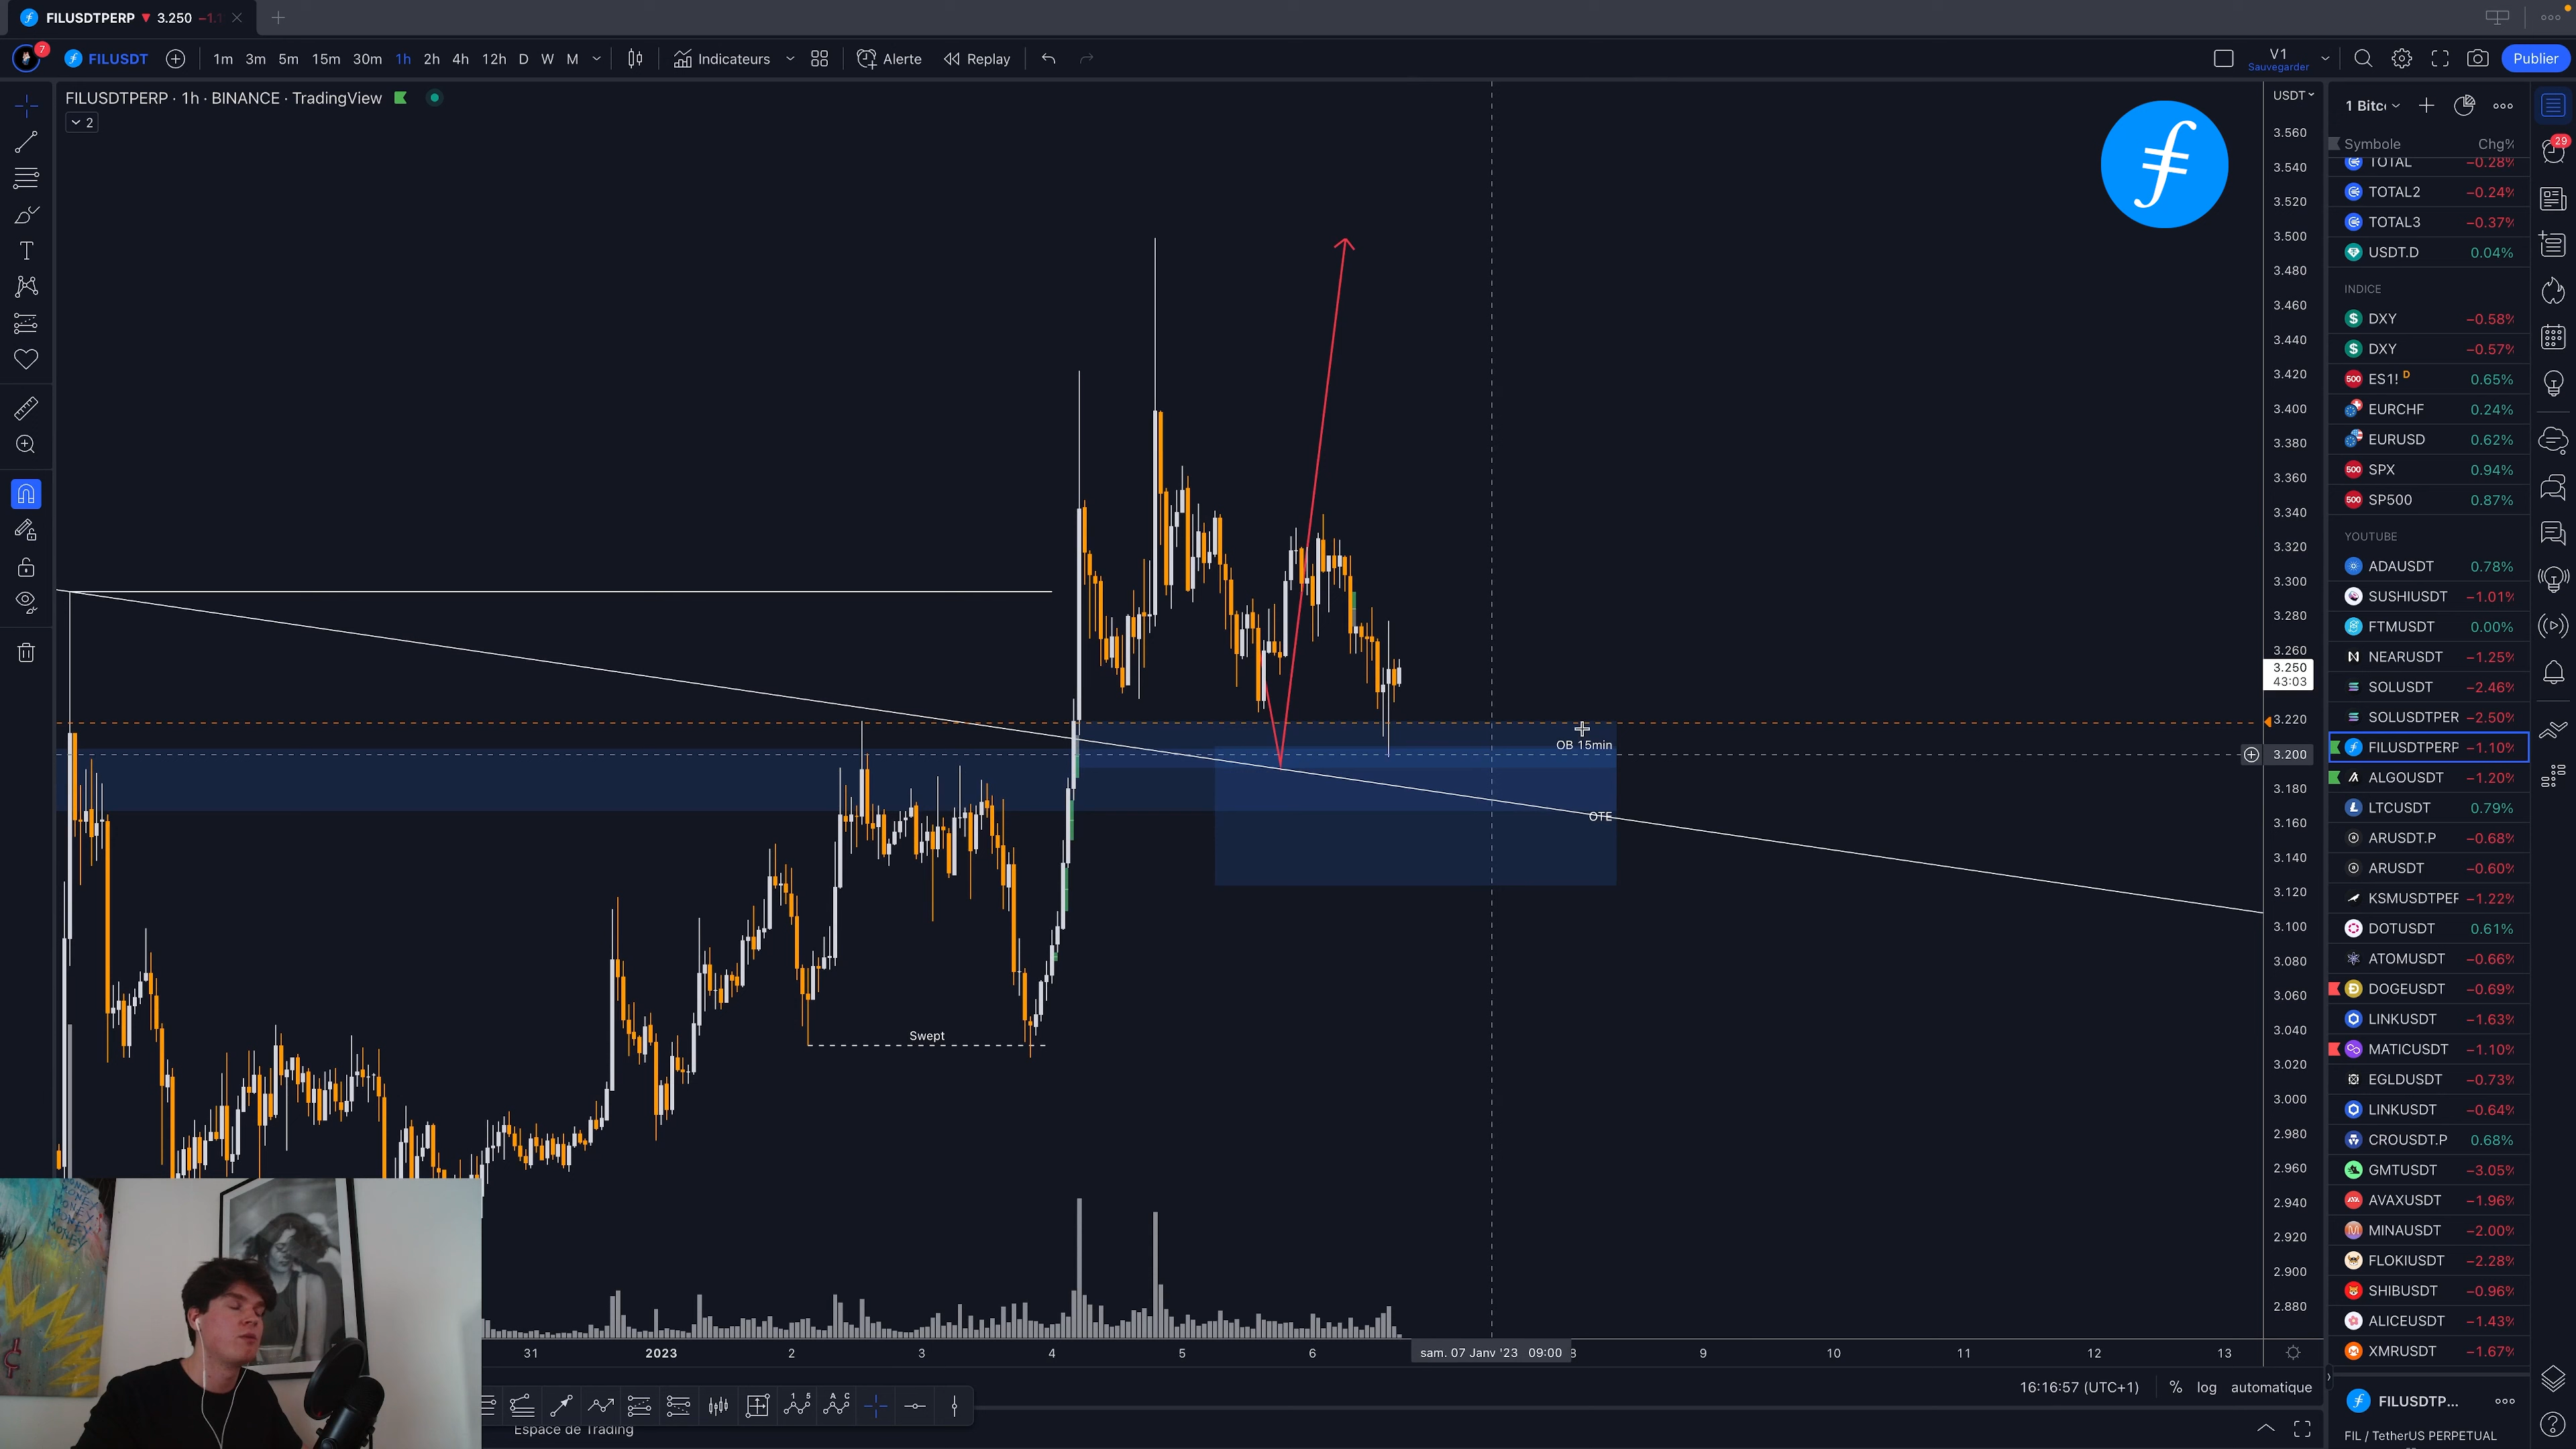 FILUSDTPERP ▼ 3.250 −1.1
7
FILUSDT
1m 3m 5m 15m 30m 1h 2h 4h 12h D W M
Indicateurs
Alerte
Replay
V1
Sauvegarder
Publier
FILUSDTPERP · 1h · BINANCE · TradingView
2
USDT
3.560
3.540
3.520
3.500
3.480
3.460
3.440
3.420
3.400
3.380
3.360
3.340
3.320
3.300
3.280
3.260
3.250
43:03
3.220
3.200
3.180
3.160
3.140
3.120
3.100
3.080
3.060
3.040
3.020
3.000
2.980
2.960
2.940
2.920
2.900
2.880
OB 15min
OTE
Swept
31 2023 2 3 4 5 6 sam. 07 Janv '23 09:00 8 9 10 11 12 13
16:16:57 (UTC+1) % log automatique
Espace de Trading
MONEY
MONEY
MONEY
1 Bitc
29
Symbole Chg%
TOTAL −0.28%
TOTAL2 −0.24%
TOTAL3 −0.37%
USDT.D 0.04%
INDICE
DXY −0.58%
DXY −0.57%
ES1! D 0.65%
EURCHF 0.24%
EURUSD 0.62%
SPX 0.94%
SP500 0.87%
YOUTUBE
ADAUSDT 0.78%
SUSHIUSDT −1.01%
FTMUSDT 0.00%
NEARUSDT −1.25%
SOLUSDT −2.46%
SOLUSDTPER −2.50%
FILUSDTPERP −1.10%
ALGOUSDT −1.20%
LTCUSDT 0.79%
ARUSDT.P −0.68%
ARUSDT −0.60%
KSMUSDTPER −1.22%
DOTUSDT 0.61%
ATOMUSDT −0.66%
DOGEUSDT −0.69%
LINKUSDT −1.63%
MATICUSDT −1.10%
EGLDUSDT −0.73%
LINKUSDT −0.64%
CROUSDT.P 0.68%
GMTUSDT −3.05%
AVAXUSDT −1.96%
MINAUSDT −2.00%
FLOKIUSDT −2.28%
SHIBUSDT −0.96%
ALICEUSDT −1.43%
XMRUSDT −1.67%
FILUSDTP...
FIL / TetherUS PERPETUAL